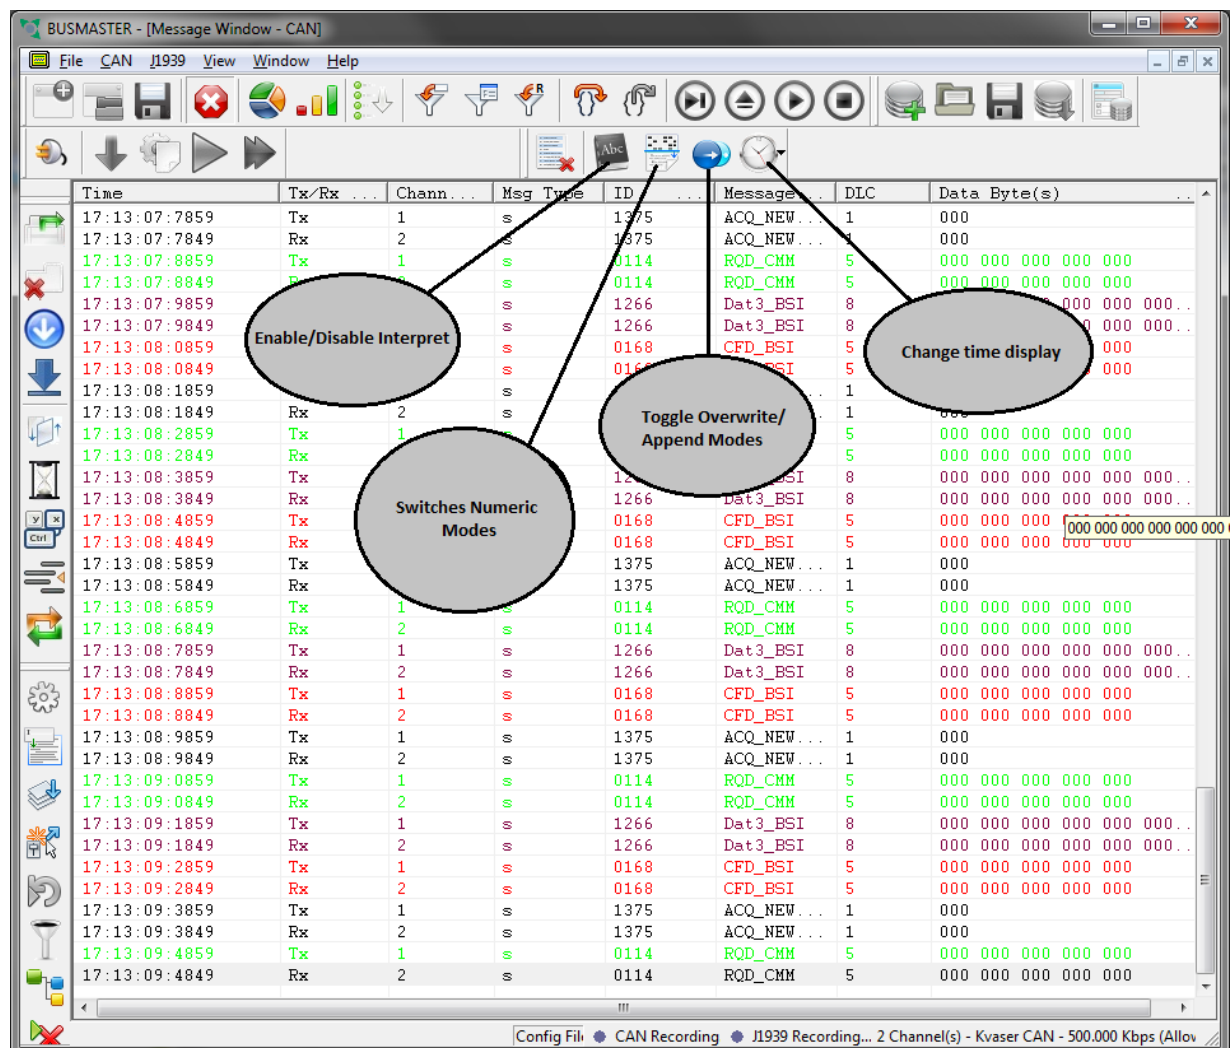 BUSMASTER - [Message Window - CAN]
File CAN J1939 View Window Help
Abc
Time Tx/Rx ... Chann... Msg Type ID ... Message... DLC Data Byte(s) ...
17:13:07:7859 Tx 1 s 1375 ACQ_NEW... 1 000
17:13:07:7849 Rx 2 s 1375 ACQ_NEW... 1 000
17:13:07:8859 Tx 1 s 0114 RQD_CMM 5 000 000 000 000 000
17:13:07:8849 s 0114 RQD_CMM 5 000 000 000 000 000
17:13:07:9859 s 1266 Dat3_BSI 8 000 000 000...
17:13:07:9849 s 1266 Dat3_BSI 8 000 000...
17:13:08:0859 s 0168 CFD_BSI 5 000
17:13:08:0849 s 5 000
17:13:08:1859 s 1
17:13:08:1849 Rx 2 s 1
17:13:08:2859 Tx 1 5 000 000 000 000 000
17:13:08:2849 Rx 5 000 000 000 000 000
17:13:08:3859 Tx 8 000 000 000 000 000 000...
17:13:08:3849 Rx 1266 Dat3_BSI 8 000 000 000 000 000 000...
17:13:08:4859 Tx 0168 CFD_BSI 5 000 000 000
17:13:08:4849 Rx 0168 CFD_BSI 5 000 000 000 000 000
17:13:08:5859 Tx 1375 ACQ_NEW... 1 000
17:13:08:5849 Rx 1375 ACQ_NEW... 1 000
17:13:08:6859 Tx 1 s 0114 RQD_CMM 5 000 000 000 000 000
17:13:08:6849 Rx 2 s 0114 RQD_CMM 5 000 000 000 000 000
17:13:08:7859 Tx 1 s 1266 Dat3_BSI 8 000 000 000 000 000 000...
17:13:08:7849 Rx 2 s 1266 Dat3_BSI 8 000 000 000 000 000 000...
17:13:08:8859 Tx 1 s 0168 CFD_BSI 5 000 000 000 000 000
17:13:08:8849 Rx 2 s 0168 CFD_BSI 5 000 000 000 000 000
17:13:08:9859 Tx 1 s 1375 ACQ_NEW... 1 000
17:13:08:9849 Rx 2 s 1375 ACQ_NEW... 1 000
17:13:09:0859 Tx 1 s 0114 RQD_CMM 5 000 000 000 000 000
17:13:09:0849 Rx 2 s 0114 RQD_CMM 5 000 000 000 000 000
17:13:09:1859 Tx 1 s 1266 Dat3_BSI 8 000 000 000 000 000 000...
17:13:09:1849 Rx 2 s 1266 Dat3_BSI 8 000 000 000 000 000 000...
17:13:09:2859 Tx 1 s 0168 CFD_BSI 5 000 000 000 000 000
17:13:09:2849 Rx 2 s 0168 CFD_BSI 5 000 000 000 000 000
17:13:09:3859 Tx 1 s 1375 ACQ_NEW... 1 000
17:13:09:3849 Rx 2 s 1375 ACQ_NEW... 1 000
17:13:09:4859 Tx 1 s 0114 RQD_CMM 5 000 000 000 000 000
17:13:09:4849 Rx 2 s 0114 RQD_CMM 5 000 000 000 000 000
Enable/Disable Interpret
Switches Numeric
Modes
Toggle Overwrite/
Append Modes
Change time display
000 000 000 000 000 000
R
y x
Ctrl
Config File CAN Recording J1939 Recording... 2 Channel(s) - Kvaser CAN - 500.000 Kbps (Allow